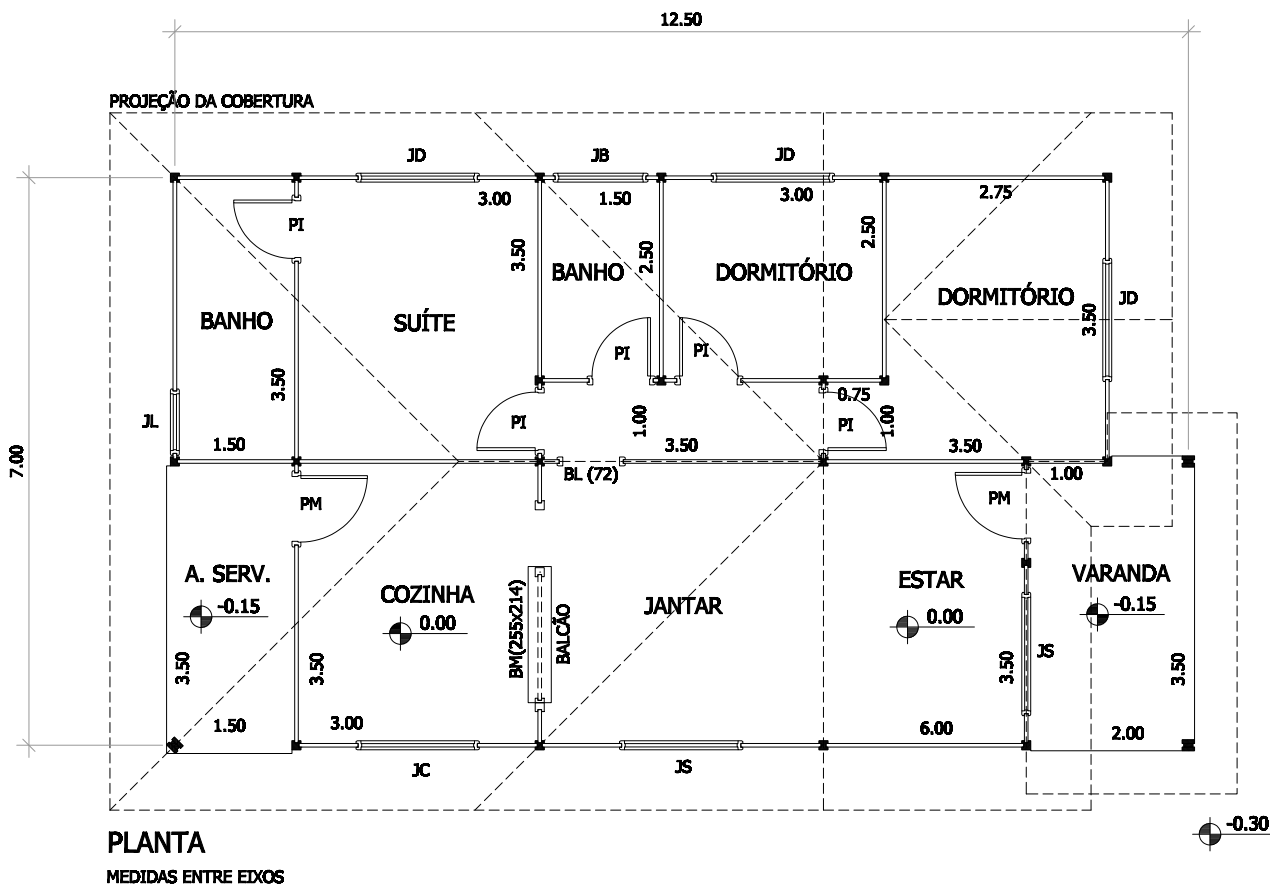 12.50
PROJEÇÃO DA COBERTURA
JD
JB
JD
3.00
1.50
3.00
2.75
PI
3.50
2.50
2.50
BANHO
DORMITÓRIO
DORMITÓRIO
JD
3.50
BANHO
SUÍTE
PI
PI
3.50
0.75
JL
1.50
PI
1.00
3.50
PI
1.00
3.50
7.00
BL (72)
1.00
PM
PM
A. SERV.
-0.15
COZINHA
0.00
BM(255x214)
BALCÃO
JANTAR
ESTAR
0.00
VARANDA
-0.15
3.50
3.50
3.50
JS
3.50
1.50
3.00
6.00
2.00
JC
JS
PLANTA
MEDIDAS ENTRE EIXOS
-0.30